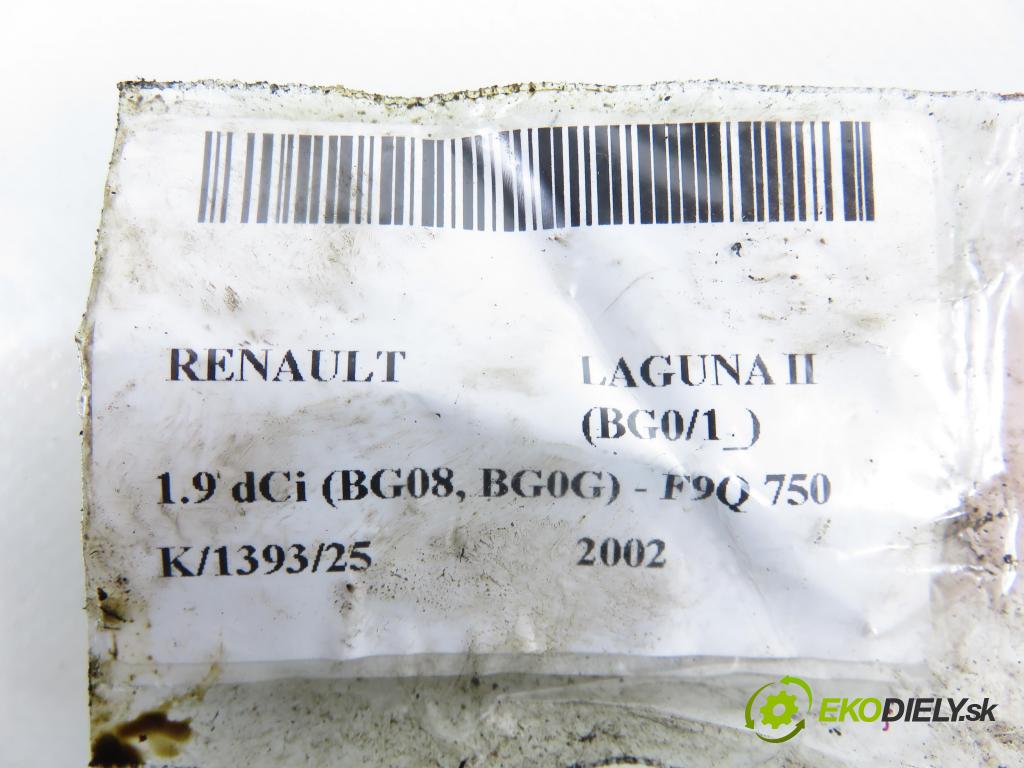 RENAULT LAGUNA II
(BG0/1_)
1.9 dCi (BG08, BG0G) - F9Q 750
K/1393/25 2002
EKODIELY.sk